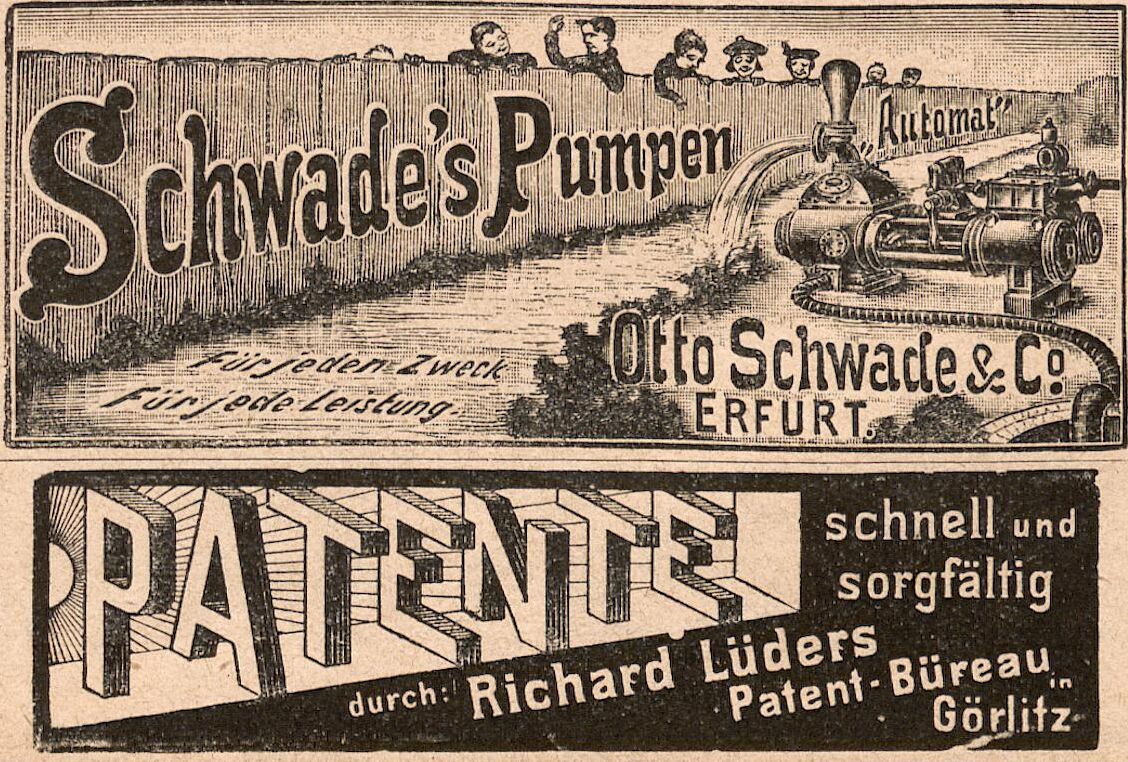 Schwade's Pumpen
„Automat"
Für jeden Zweck
Für jede Leistung.
Otto Schwade & Co.
ERFURT.
PATENTE
schnell und
sorgfältig
durch: Richard Lüders
Patent-Büreau in
Görlitz